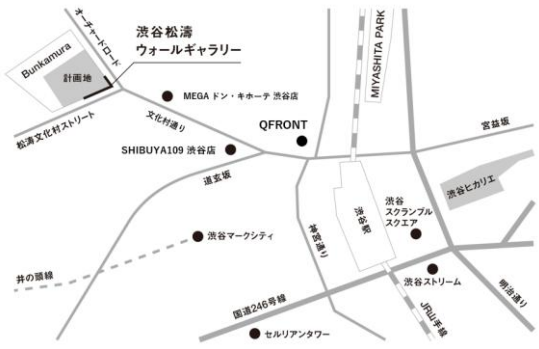 オーチャードロード
渋谷松濤
ウォールギャラリー
MIYASHITA PARK
Bunkamura
計画地
MEGA ドン・キホーテ 渋谷店
松濤文化村ストリート
文化村通り
QFRONT
宮益坂
SHIBUYA109 渋谷店
道玄坂
渋谷ヒカリエ
渋谷
スクランブル
スクエア
渋谷駅
神宮通り
渋谷マークシティ
井の頭線
渋谷ストリーム
明治通り
国道246号線
JR山手線
セルリアンタワー